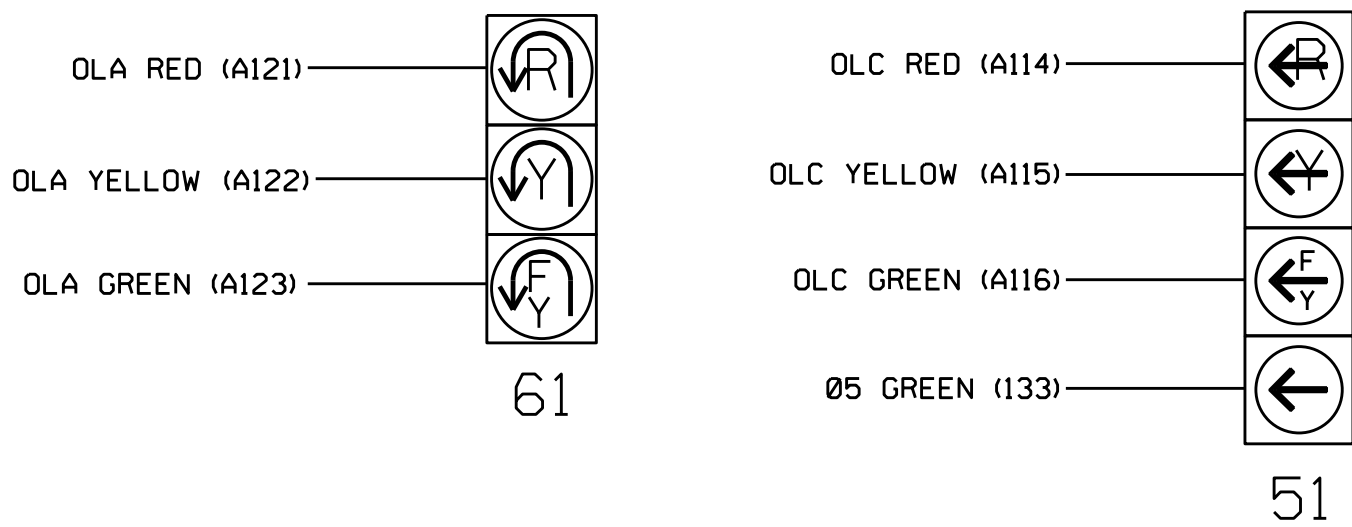 OLA RED (A121)
R
OLA YELLOW (A122)
Y
OLA GREEN (A123)
F
Y
61
OLC RED (A114)
R
OLC YELLOW (A115)
Y
OLC GREEN (A116)
F
Y
Ø5 GREEN (133)
51